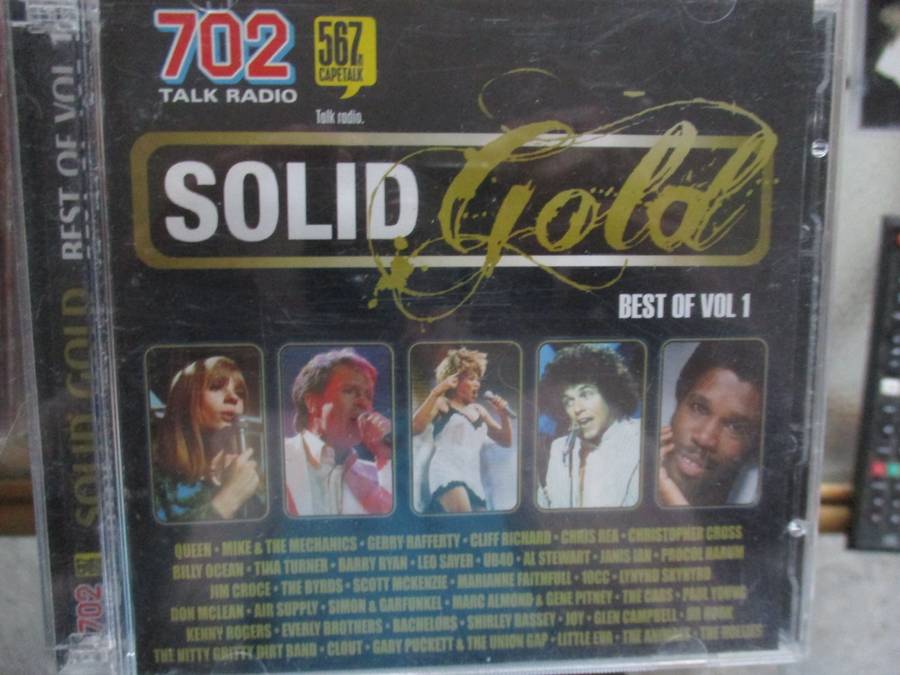 702
TALK RADIO
567
CAPETALK
Talk radio.
SOLID Gold
BEST OF VOL 1
QUEEN • MIKE & THE MECHANICS • GERRY RAFFERTY • CLIFF RICHARD • CHRIS REA • CHRISTOPHER CROSS
BILLY OCEAN • TINA TURNER • BARRY RYAN • LEO SAYER • UB40 • AL STEWART • JANIS IAN • PROCOL HARUM
JIM CROCE • THE BYRDS • SCOTT MCKENZIE • MARIANNE FAITHFULL • 10CC • LYNYRD SKYNYRD
DON MCLEAN • AIR SUPPLY • SIMON & GARFUNKEL • MARC ALMOND & GENE PITNEY • THE CARS • PAUL YOUNG
KENNY ROGERS • EVERLY BROTHERS • BACHELORS • SHIRLEY BASSEY • JOY • GLEN CAMPBELL • DR HOOK
THE NITTY GRITTY DIRT BAND • CLOUT • GARY PUCKETT & THE UNION GAP • LITTLE EVA • THE ANIMALS • THE HOLLIES
702 SOLID GOLD BEST OF VOL 1